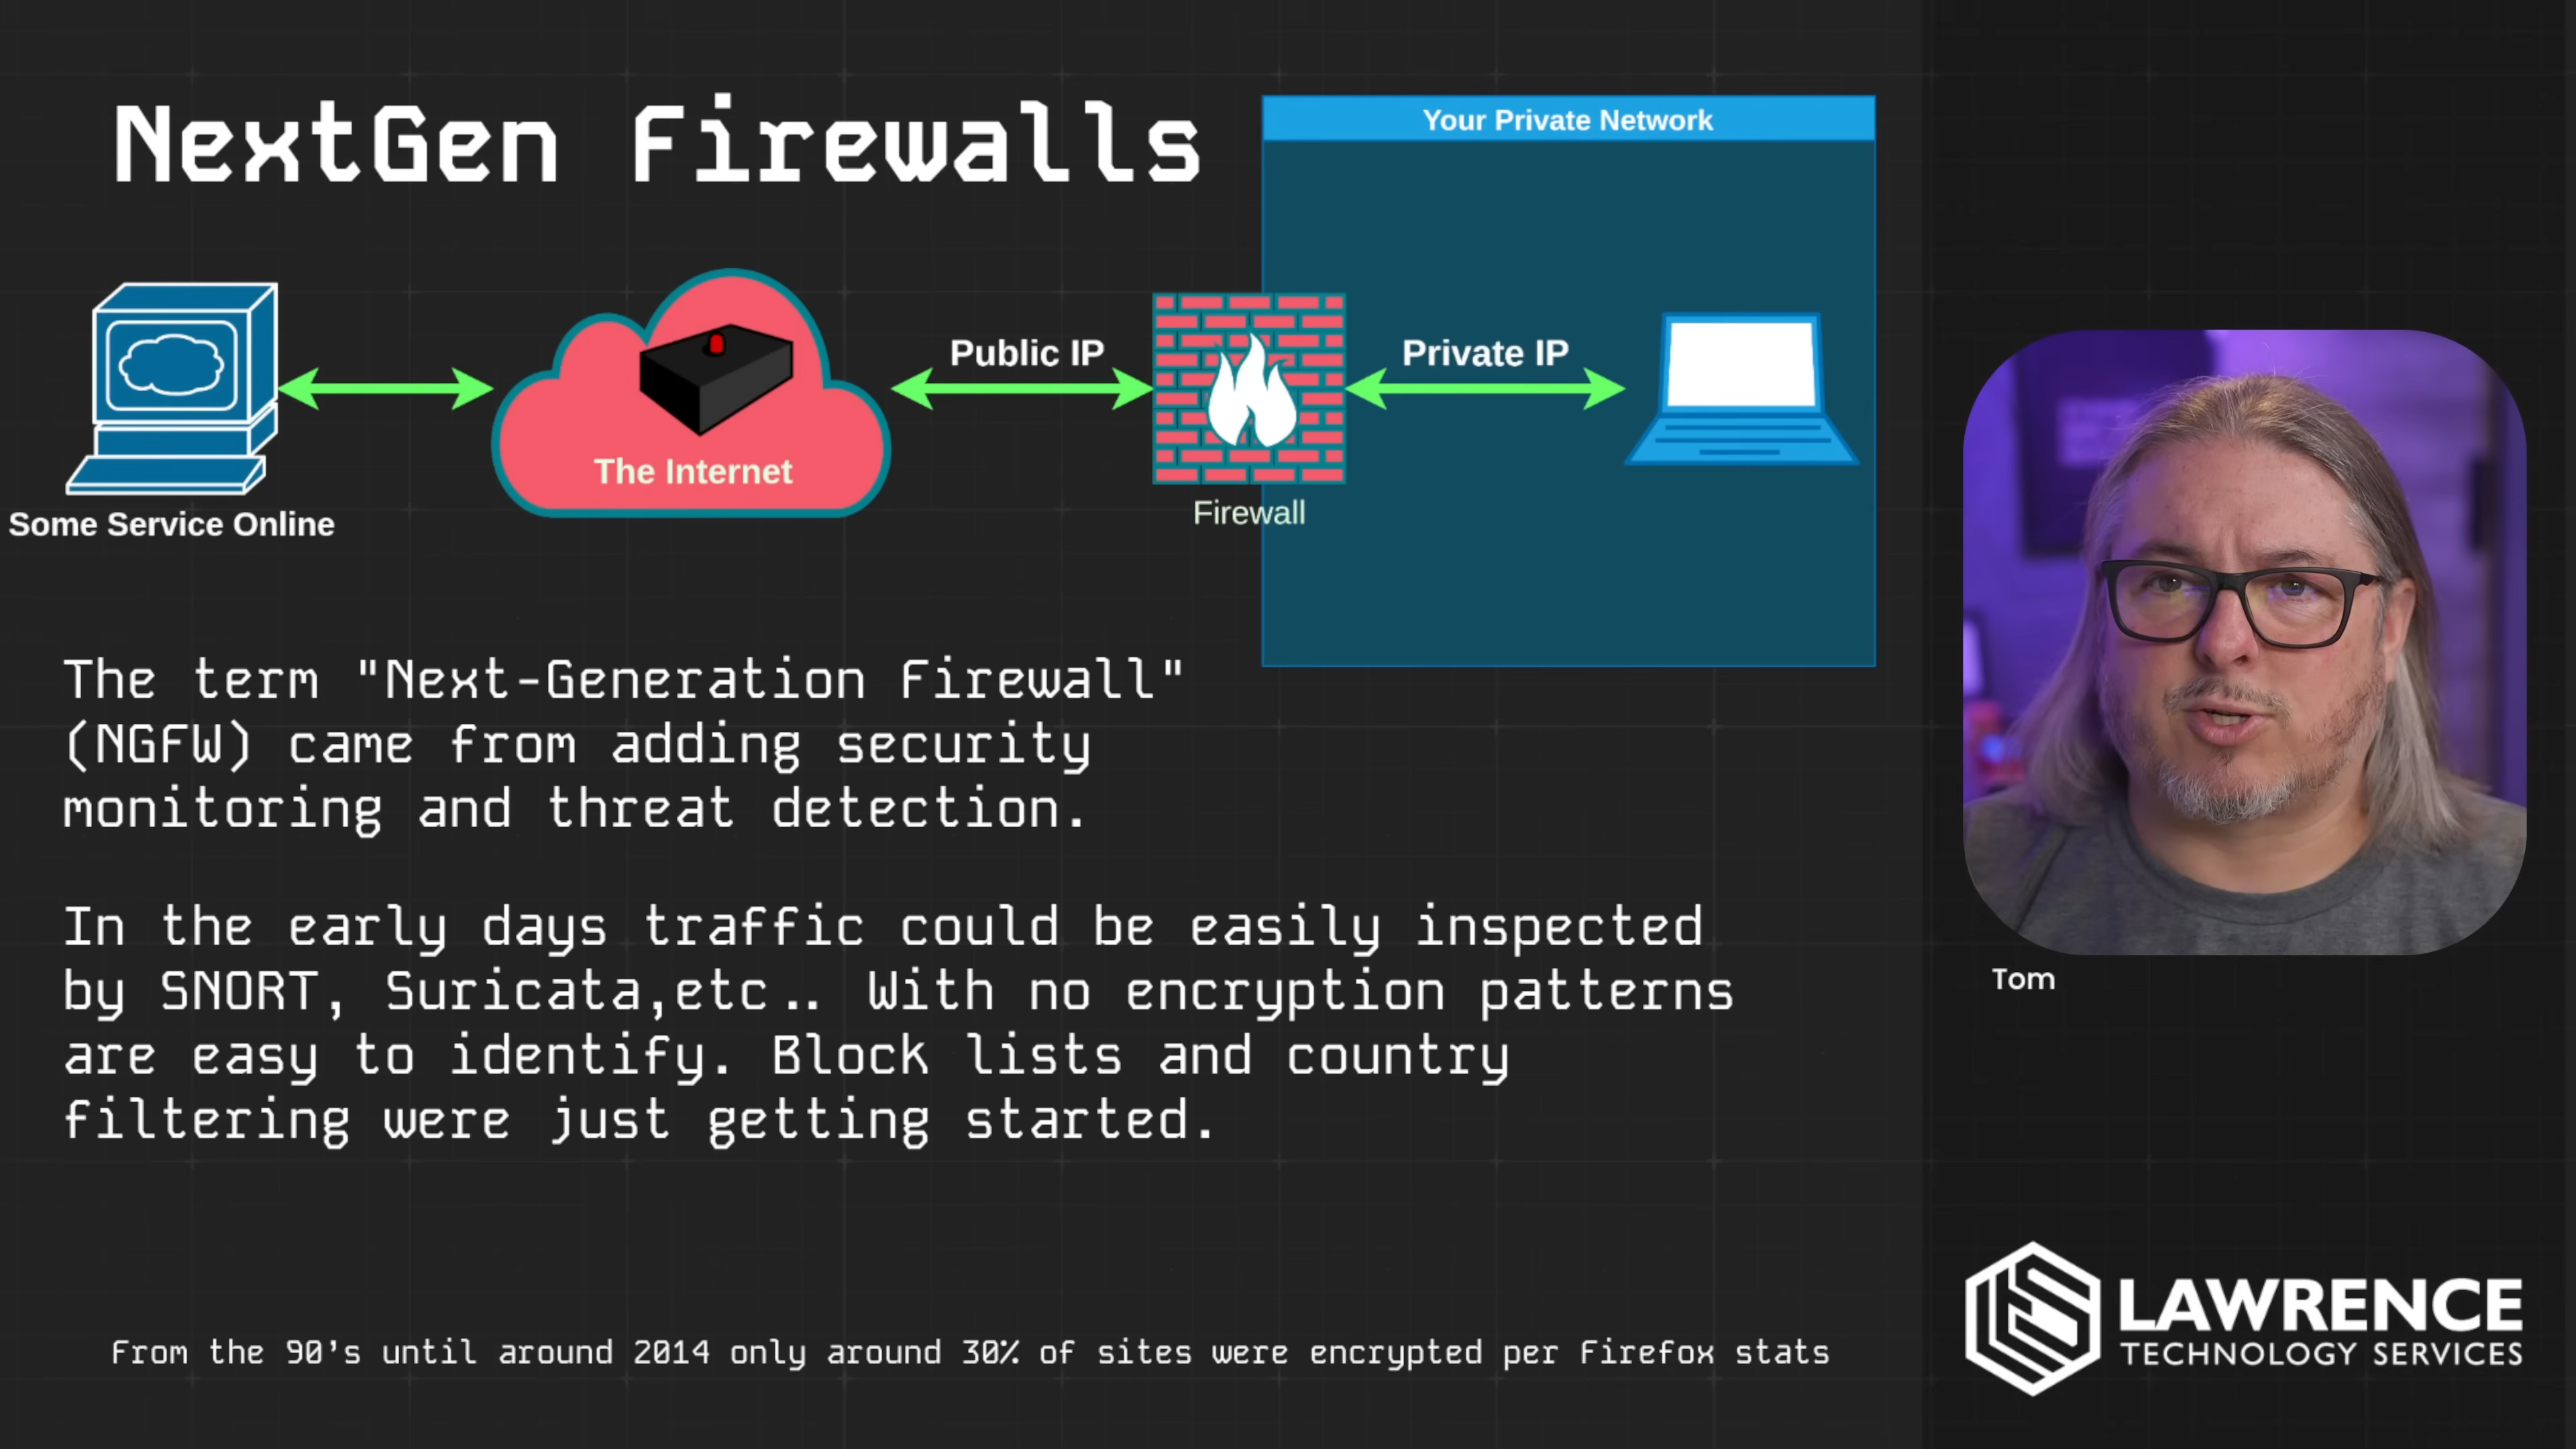 NextGen Firewalls
Your Private Network
Public IP
Private IP
The Internet
Firewall
Some Service Online
The term "Next-Generation Firewall"
(NGFW) came from adding security
monitoring and threat detection.
In the early days traffic could be easily inspected
by SNORT, Suricata,etc.. With no encryption patterns
are easy to identify. Block lists and country
filtering were just getting started.
Tom
From the 90's until around 2014 only around 30% of sites were encrypted per Firefox stats
LAWRENCE
TECHNOLOGY SERVICES